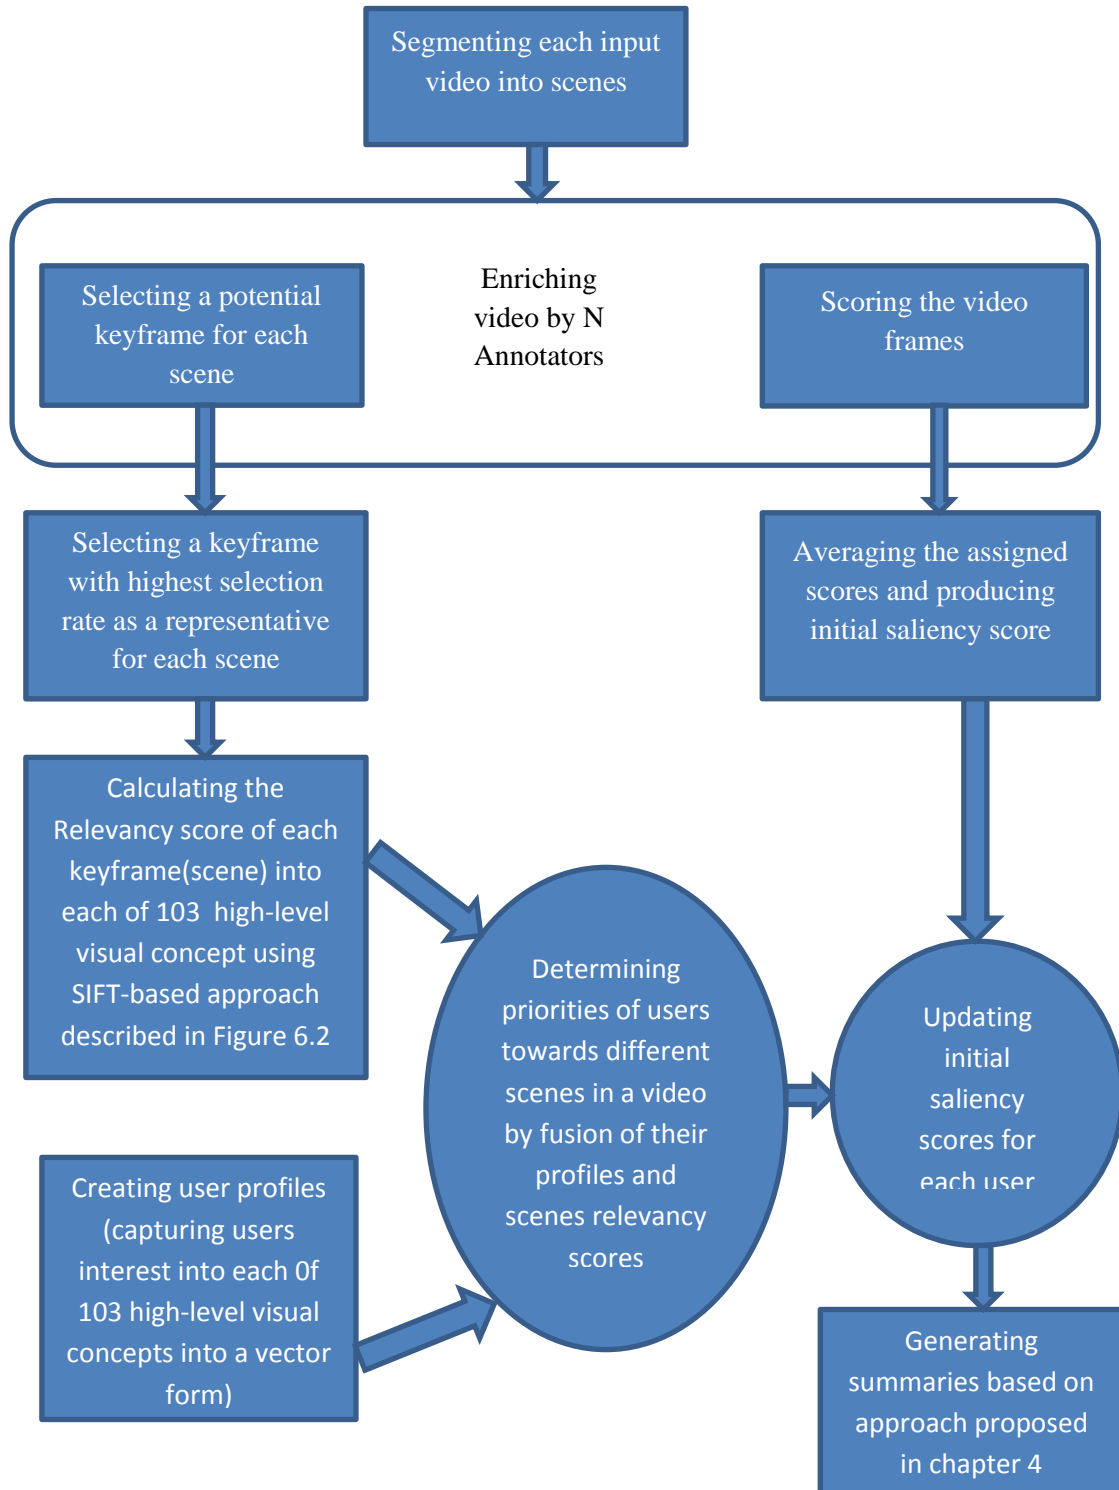 Segmenting each input
video into scenes
Selecting a potential
keyframe for each
scene
Enriching
video by N
Annotators
Scoring the video
frames
Selecting a keyframe
with highest selection
rate as a representative
for each scene
Averaging the assigned
scores and producing
initial saliency score
Calculating the
Relevancy score of each
keyframe(scene) into
each of 103 high-level
visual concept using
SIFT-based approach
described in Figure 6.2
Determining
priorities of users
towards different
scenes in a video
by fusion of their
profiles and
scenes relevancy
scores
Updating
initial
saliency
scores for
each user
Creating user profiles
(capturing users
interest into each 0f
103 high-level visual
concepts into a vector
form)
Generating
summaries based on
approach proposed
in chapter 4